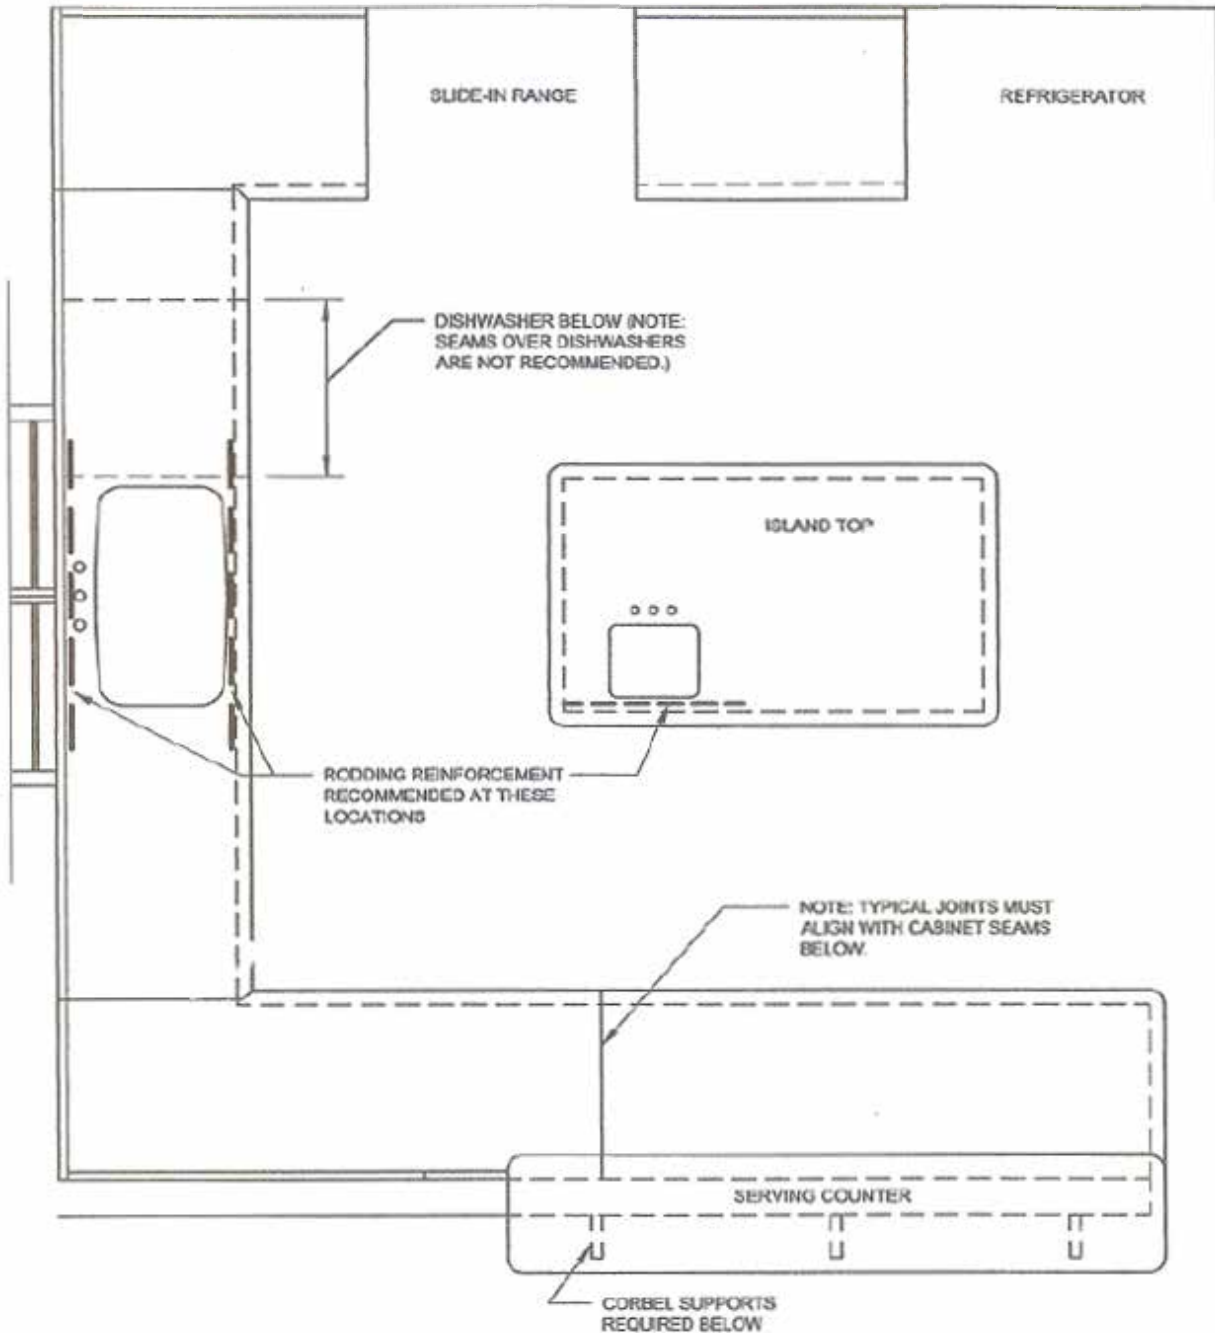 SLIDE-IN RANGE
REFRIGERATOR
DISHWASHER BELOW (NOTE:
SEAMS OVER DISHWASHERS
ARE NOT RECOMMENDED.)
ISLAND TOP
RODDING REINFORCEMENT
RECOMMENDED AT THESE
LOCATIONS
NOTE: TYPICAL JOINTS MUST
ALIGN WITH CABINET SEAMS
BELOW.
SERVING COUNTER
CORBEL SUPPORTS
REQUIRED BELOW